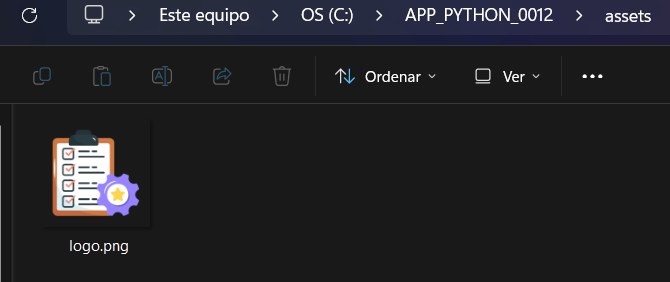 Este equipo > OS (C:) > APP_PYTHON_0012 > assets
Ordenar Ver
logo.png